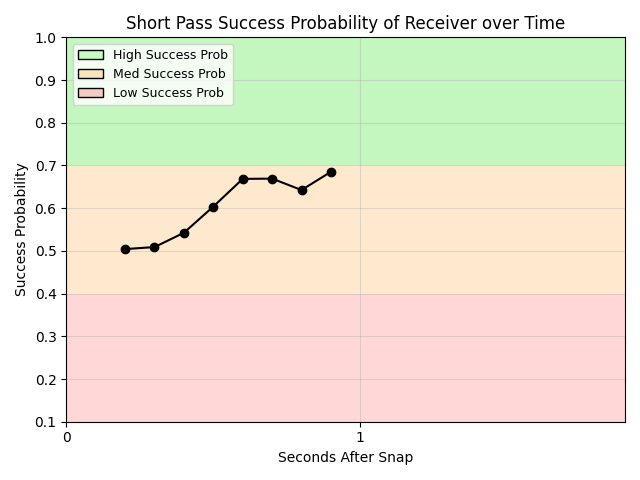 Short Pass Success Probability of Receiver over Time
High Success Prob
Med Success Prob
Low Success Prob
Success Probability
1.0
0.9
0.8
0.7
0.6
0.5
0.4
0.3
0.2
0.1
0
1
Seconds After Snap